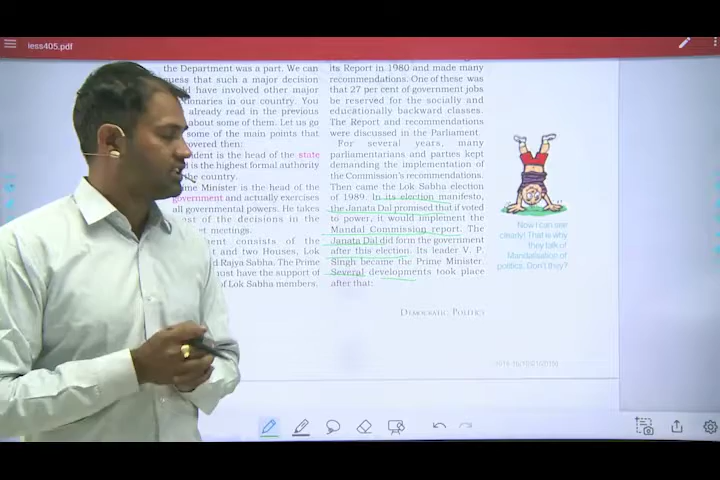 less405.pdf
the Department was a part. We can
guess that such a major decision
have involved other major
in our country. You
already read in the previous
about some of them. Let us go
some of the main points that
covered then:
is the head of the state
is the highest formal authority
the country.
Minister is the head of the
government and actually exercises
all governmental powers. He takes
of the decisions in the
meetings.
consists of the
and two Houses, Lok
Rajya Sabha. The Prime
must have the support of
of Lok Sabha members.
its Report in 1980 and made many
recommendations. One of these was
that 27 per cent of government jobs
be reserved for the socially and
educationally backward classes.
The Report and recommendations
were discussed in the Parliament.
For several years, many
parliamentarians and parties kept
demanding the implementation of
the Commission's recommendations.
Then came the Lok Sabha election
of 1989. In its election manifesto,
the Janata Dal promised that if voted
to power, it would implement the
Mandal Commission report. The
Janata Dal did form the government
after this election. Its leader V. P.
Singh became the Prime Minister.
Several developments took place
after that:
Now I can see
clearly! That is why
they talk of
Mandalisation of
politics. Don't they?
DEMOCRATIC POLITICS